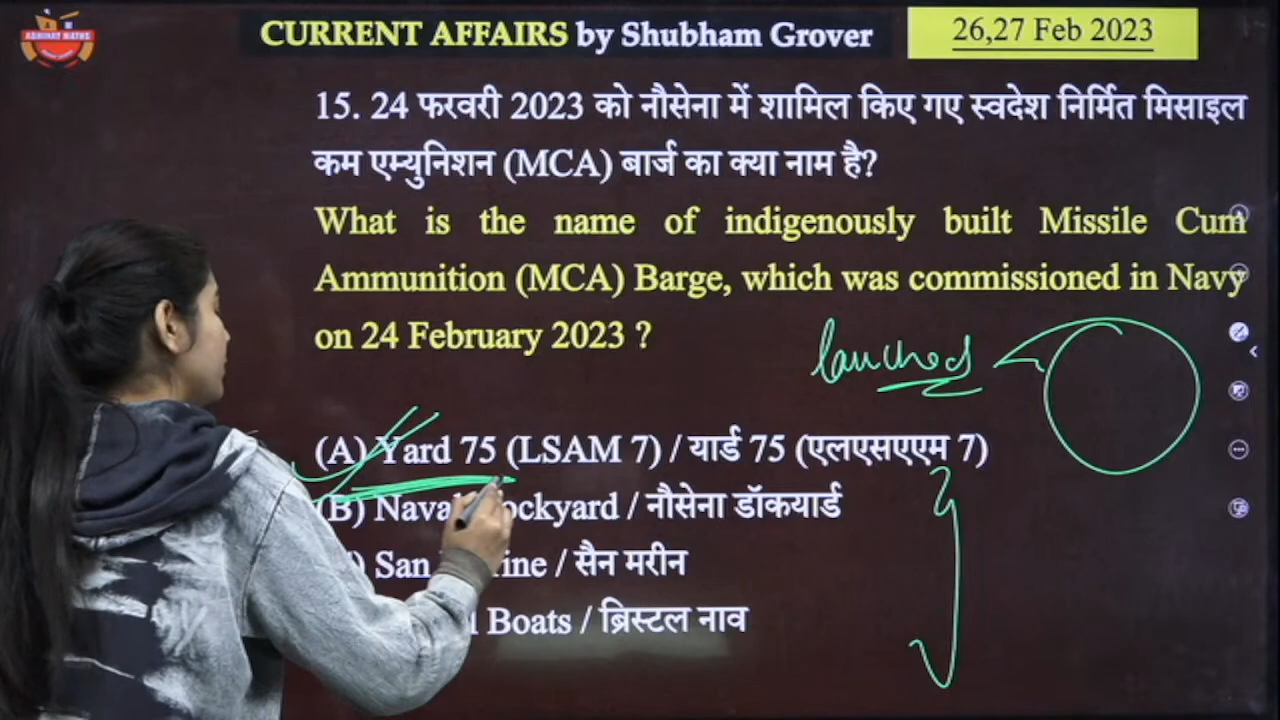 ABHINAY MATHS
CURRENT AFFAIRS by Shubham Grover
26,27 Feb 2023
15. 24 फरवरी 2023 को नौसेना में शामिल किए गए स्वदेश निर्मित मिसाइल
कम एम्युनिशन (MCA) बार्ज का क्या नाम है?
What is the name of indigenously built Missile Cum
Ammunition (MCA) Barge, which was commissioned in Navy
on 24 February 2023 ?
launched
(A) Yard 75 (LSAM 7) / यार्ड 75 (एलएसएएम 7)
(B) Naval / नौसेना डॉकयार्ड
San / सैन मरीन
Boats / ब्रिस्टल नाव